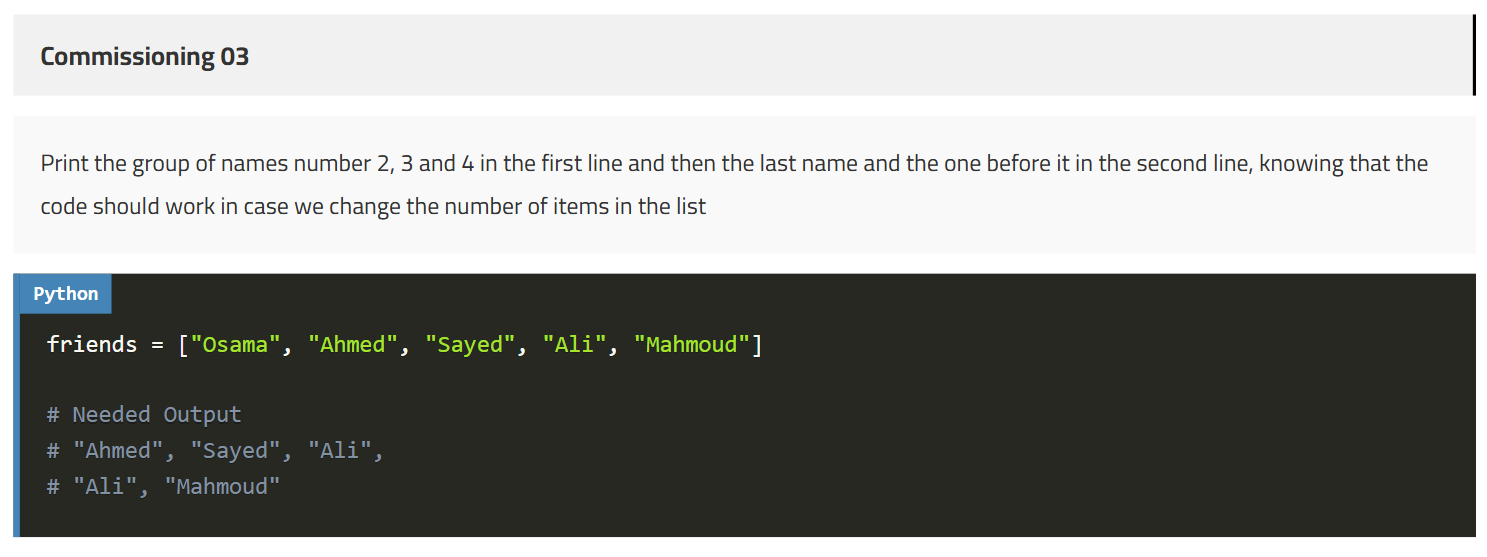 Commissioning 03
Print the group of names number 2, 3 and 4 in the first line and then the last name and the one before it in the second line, knowing that the
code should work in case we change the number of items in the list
Python
friends = ["Osama", "Ahmed", "Sayed", "Ali", "Mahmoud"]
# Needed Output
# "Ahmed", "Sayed", "Ali",
# "Ali", "Mahmoud"